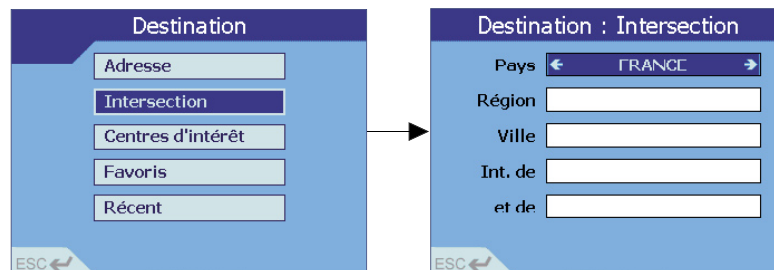 Destination
Adresse
Intersection
Centres d'intérêt
Favoris
Récent
ESC
Destination : Intersection
Pays FRANCE
Région
Ville
Int. de
et de
ESC